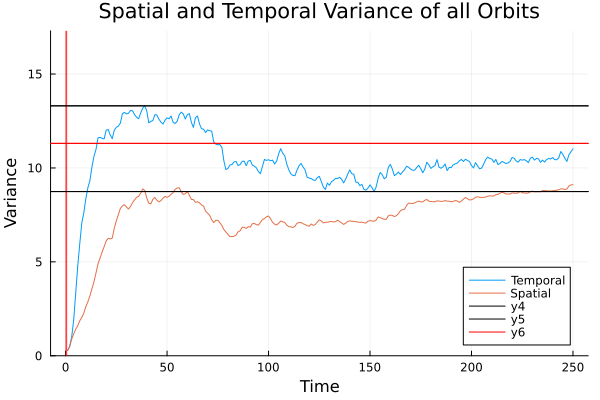 Spatial and Temporal Variance of all Orbits
Variance
15
10
5
0
0 50 100 150 200 250
Time
Temporal
Spatial
y4
y5
y6